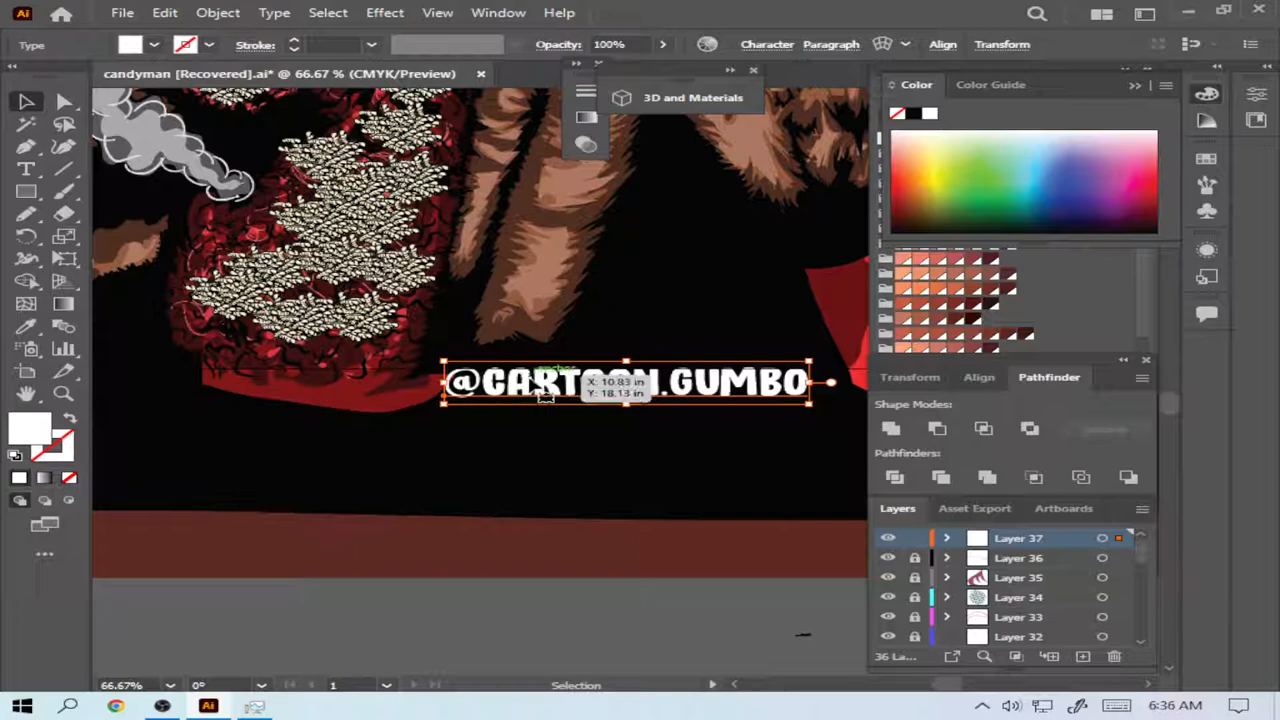 Ai File Edit Object Type Select Effect View Window Help
Type Stroke: Opacity: 100% Character Paragraph Align Transform
candyman [Recovered].ai* @ 66.67 % (CMYK/Preview)
3D and Materials
Color Color Guide
@CARTOON.GUMBO
X: 10.83 in
Y: 18.13 in
Transform Align Pathfinder
Shape Modes:
Pathfinders:
Layers Asset Export Artboards
Layer 37
Layer 36
Layer 35
Layer 34
Layer 33
Layer 32
36 La...
66.67% 0° 1 Selection
Ai 6:36 AM